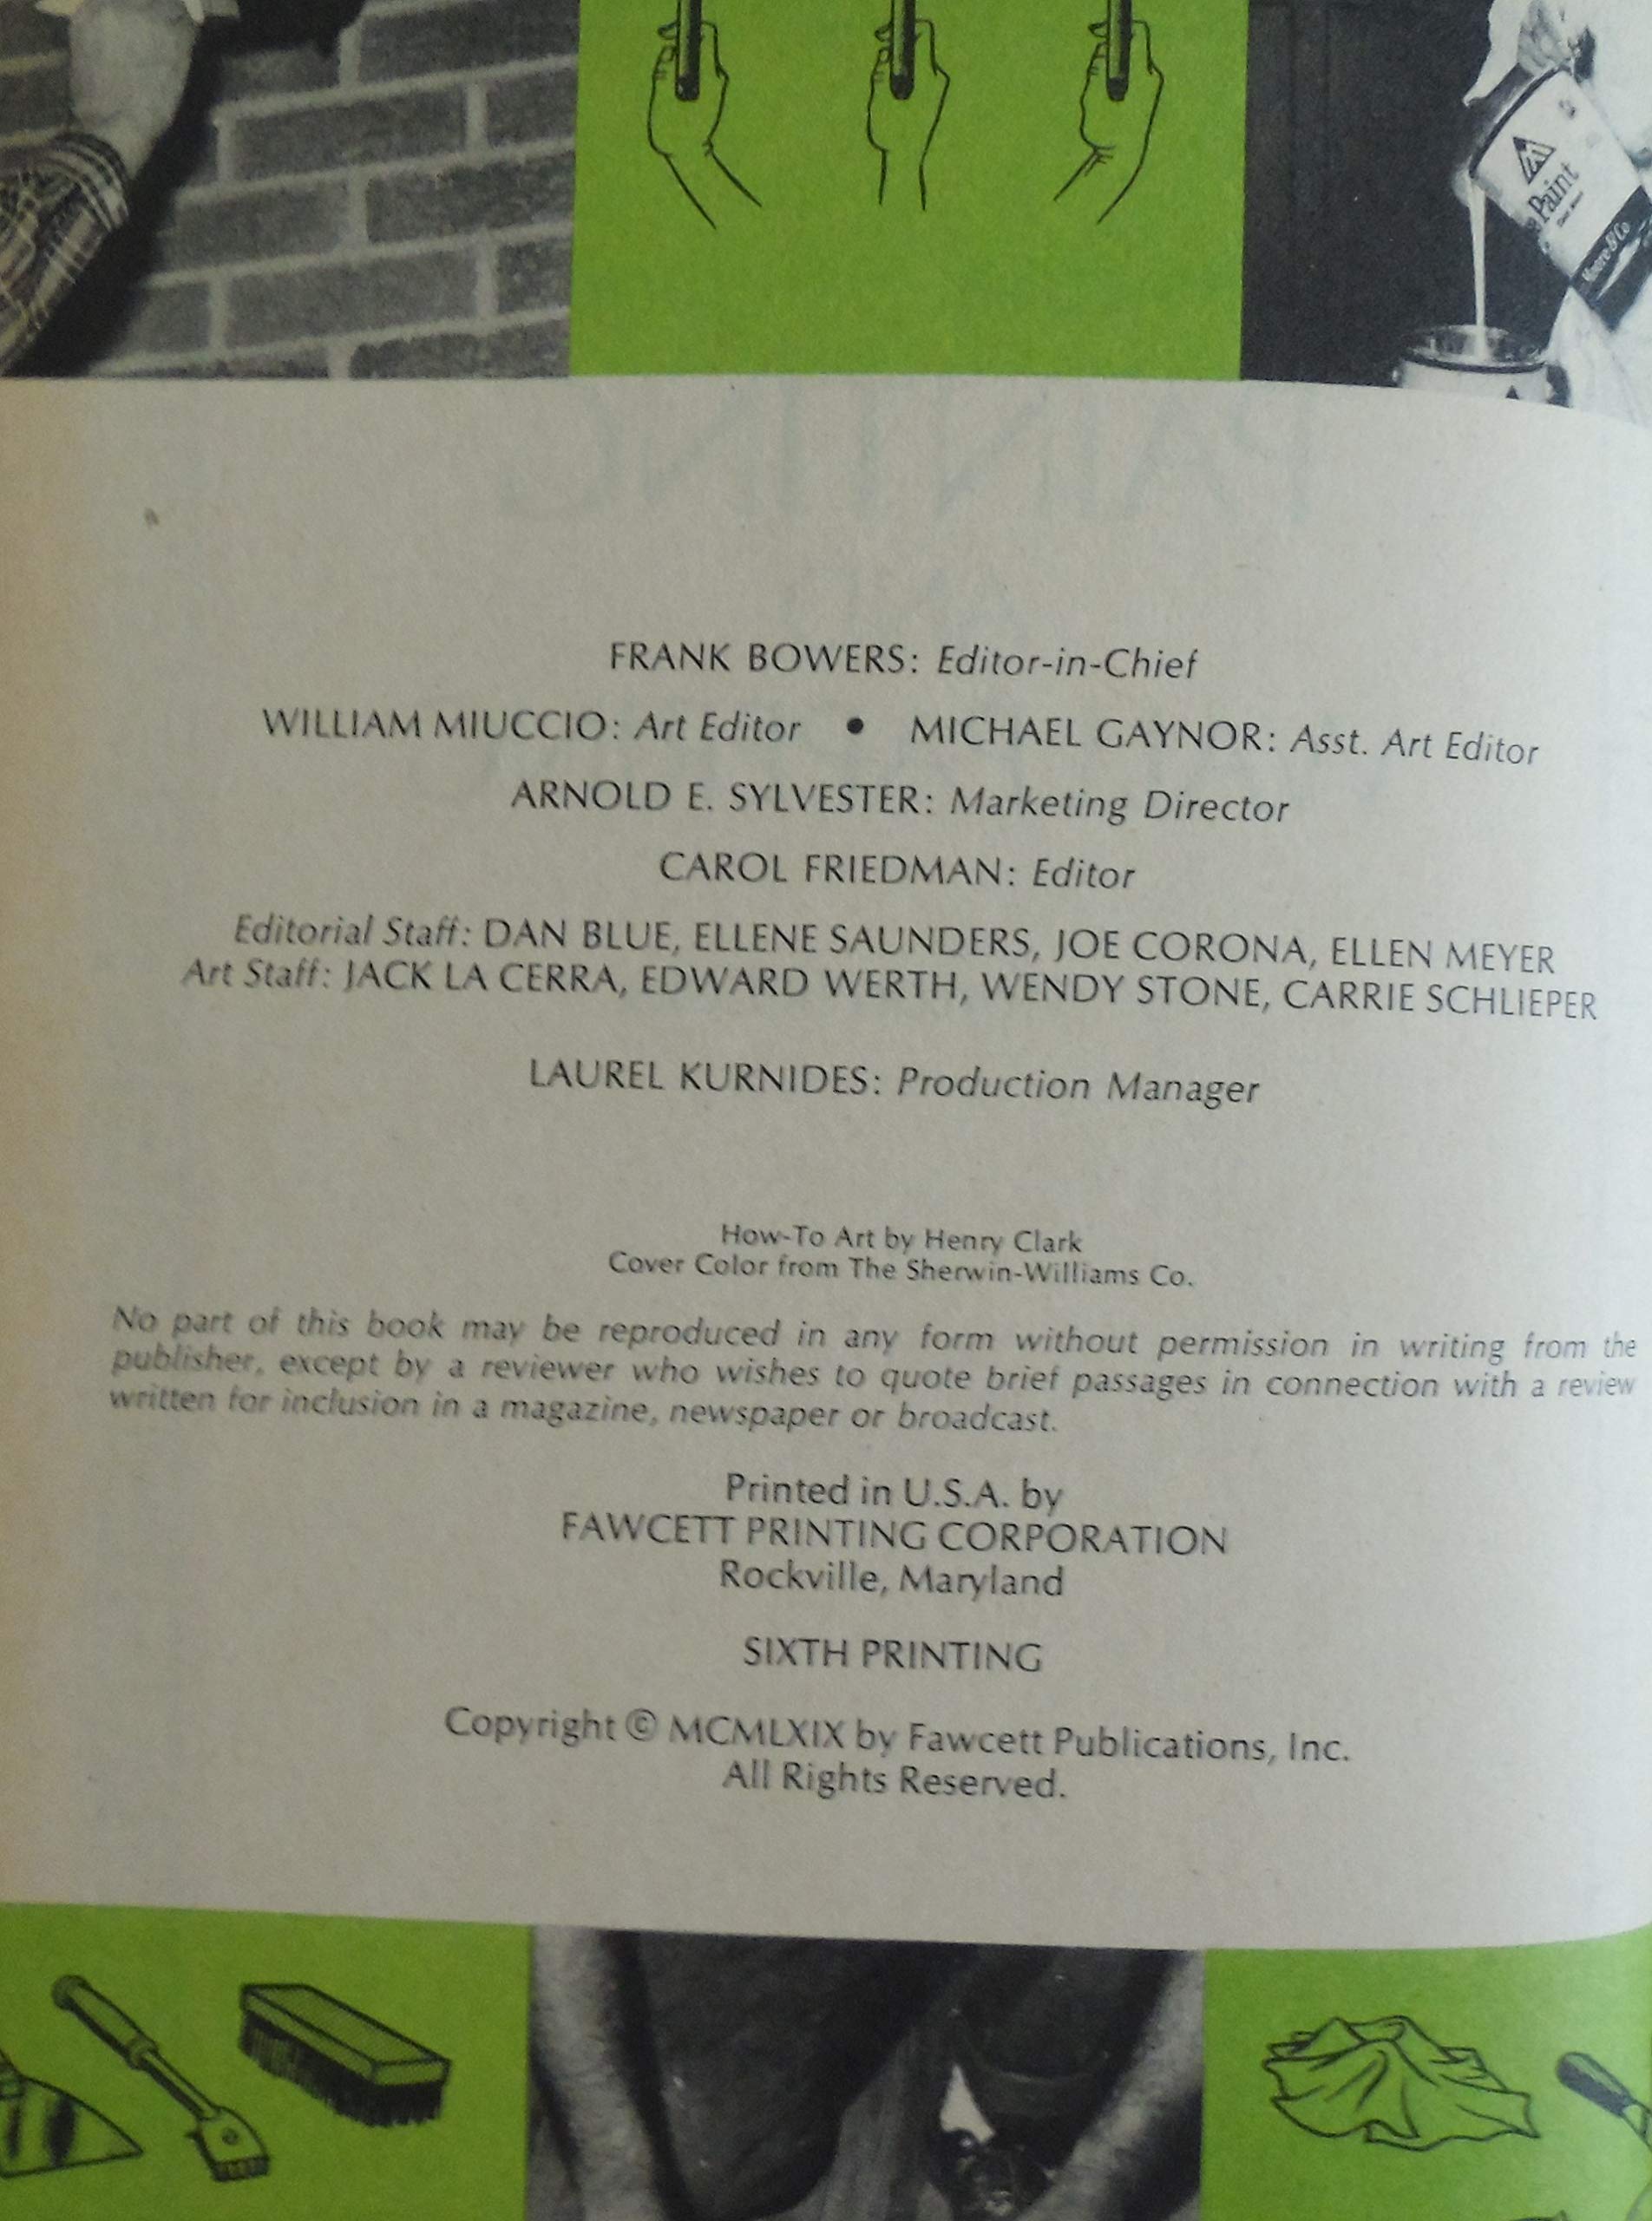 Paint
Moore & Co
FRANK BOWERS: Editor-in-Chief
WILLIAM MIUCCIO: Art Editor • MICHAEL GAYNOR: Asst. Art Editor
ARNOLD E. SYLVESTER: Marketing Director
CAROL FRIEDMAN: Editor
Editorial Staff: DAN BLUE, ELLENE SAUNDERS, JOE CORONA, ELLEN MEYER
Art Staff: JACK LA CERRA, EDWARD WERTH, WENDY STONE, CARRIE SCHLIEPER
LAUREL KURNIDES: Production Manager
How-To Art by Henry Clark
Cover Color from The Sherwin-Williams Co.
No part of this book may be reproduced in any form without permission in writing from the
publisher, except by a reviewer who wishes to quote brief passages in connection with a review
written for inclusion in a magazine, newspaper or broadcast.
Printed in U.S.A. by
FAWCETT PRINTING CORPORATION
Rockville, Maryland
SIXTH PRINTING
Copyright © MCMLXIX by Fawcett Publications, Inc.
All Rights Reserved.